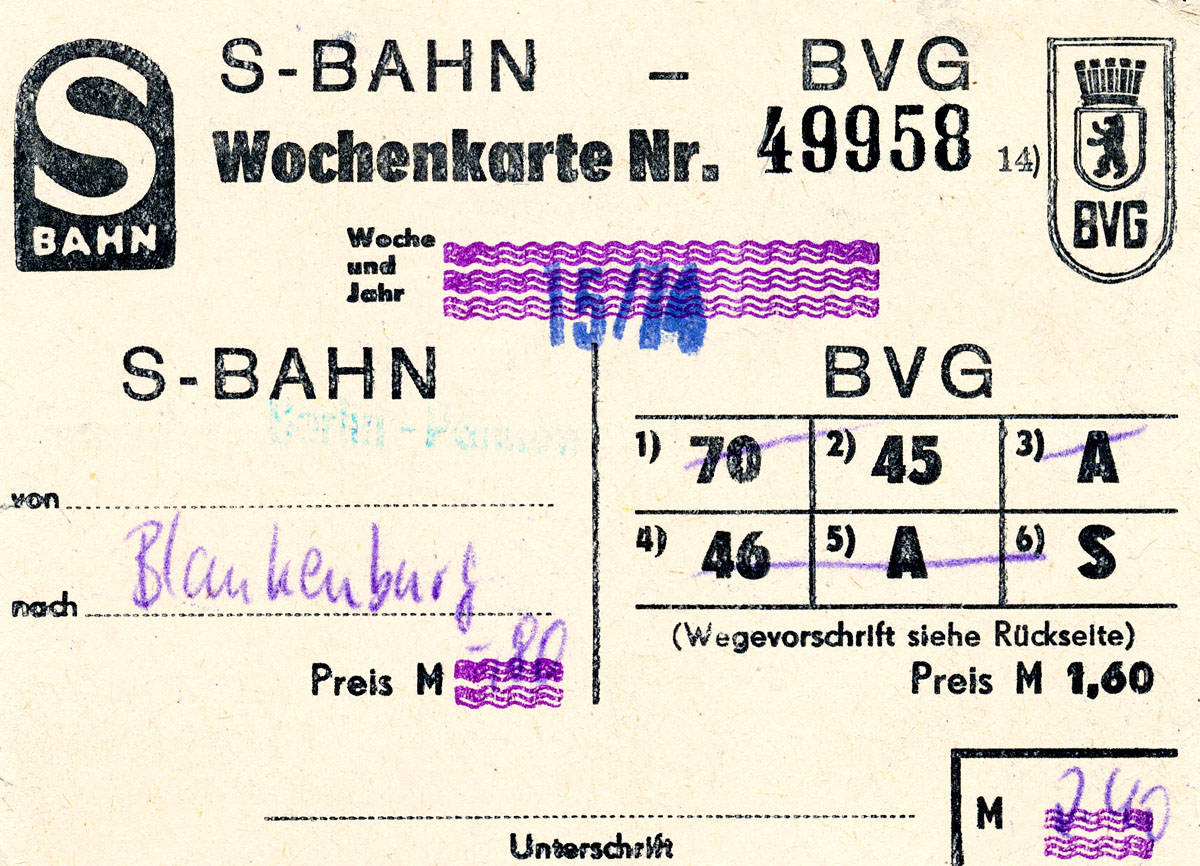 S BAHN
S-BAHN – BVG
Wochenkarte Nr. 49958 14)
BVG
Woche
und
Jahr
15/74
S-BAHN
Berlin-Pankow
von
Blankenburg
nach
-,80
Preis M
BVG
1) 70 2) 45 3) A
4) 46 5) A 6) S
(Wegevorschrift siehe Rückseite)
Preis M 1,60
M 2,40
Unterschrift